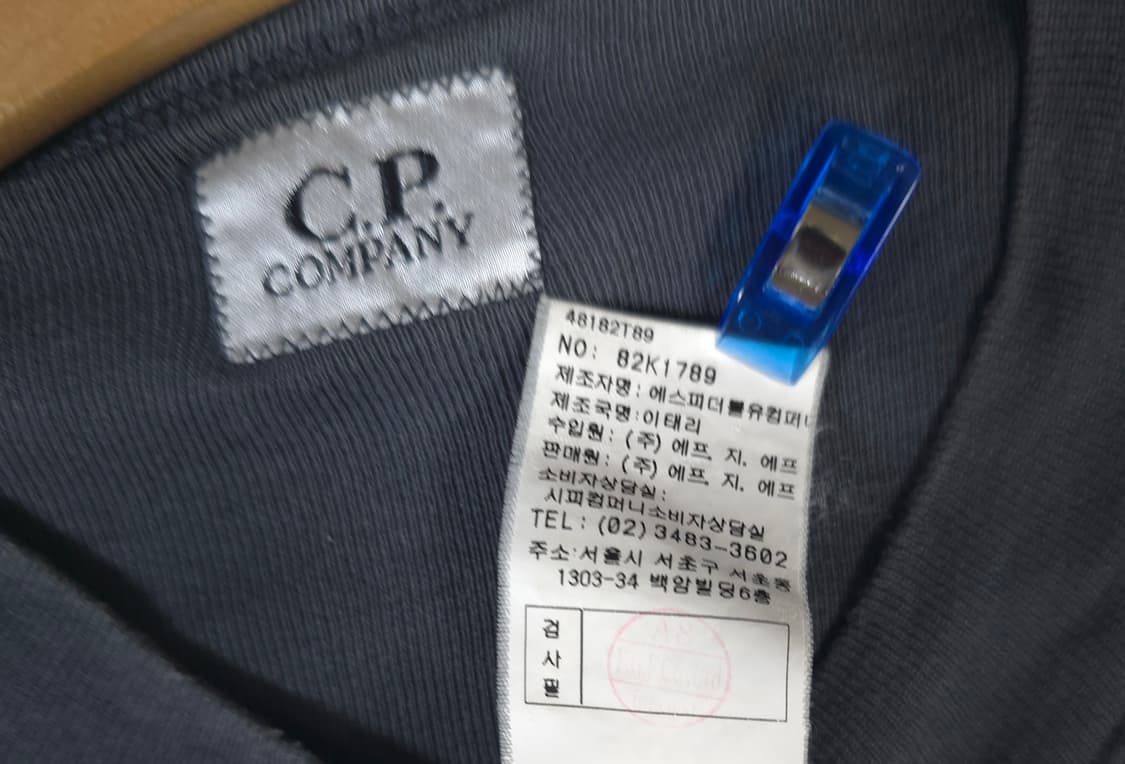 C.P.
COMPANY
48182T89
NO: 82K1789
제조자명: 에스피더블유컴퍼니
제조국명:이태리
수입원: (주) 에프. 지. 에프
판매원: (주) 에프. 지. 에프
소비자상담실:
시피컴퍼니소비자상담실
TEL: (02) 3483-3602
주소:서울시 서초구 서초동
1303-34 백암빌딩6층
검
사
필